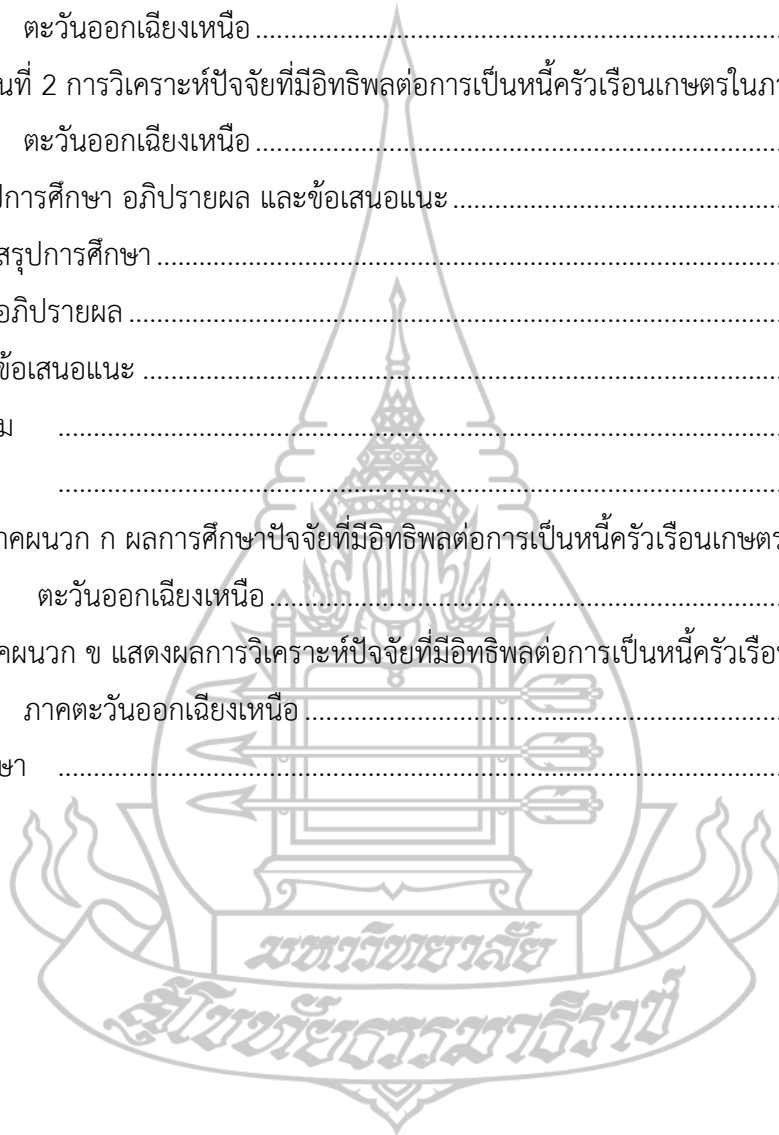 ตะวันออกเฉียงเหนือ ........................................................
นที่ 2 การวิเคราะห์ปัจจัยที่มีอิทธิพลต่อการเป็นหนี้ครัวเรือนเกษตรในภา
ตะวันออกเฉียงเหนือ ........................................................
ปการศึกษา อภิปรายผล และข้อเสนอแนะ ........................................
สรุปการศึกษา ........................................................
อภิปรายผล ........................................................
ข้อเสนอแนะ ........................................................
ม ........................................................
........................................................
าคผนวก ก ผลการศึกษาปัจจัยที่มีอิทธิพลต่อการเป็นหนี้ครัวเรือนเกษตร
ตะวันออกเฉียงเหนือ ........................................................
คผนวก ข แสดงผลการวิเคราะห์ปัจจัยที่มีอิทธิพลต่อการเป็นหนี้ครัวเรือน
ภาคตะวันออกเฉียงเหนือ ........................................................
ษา ........................................................
มหาวิทยาลัย
สุโขทัยธรรมาธิราช